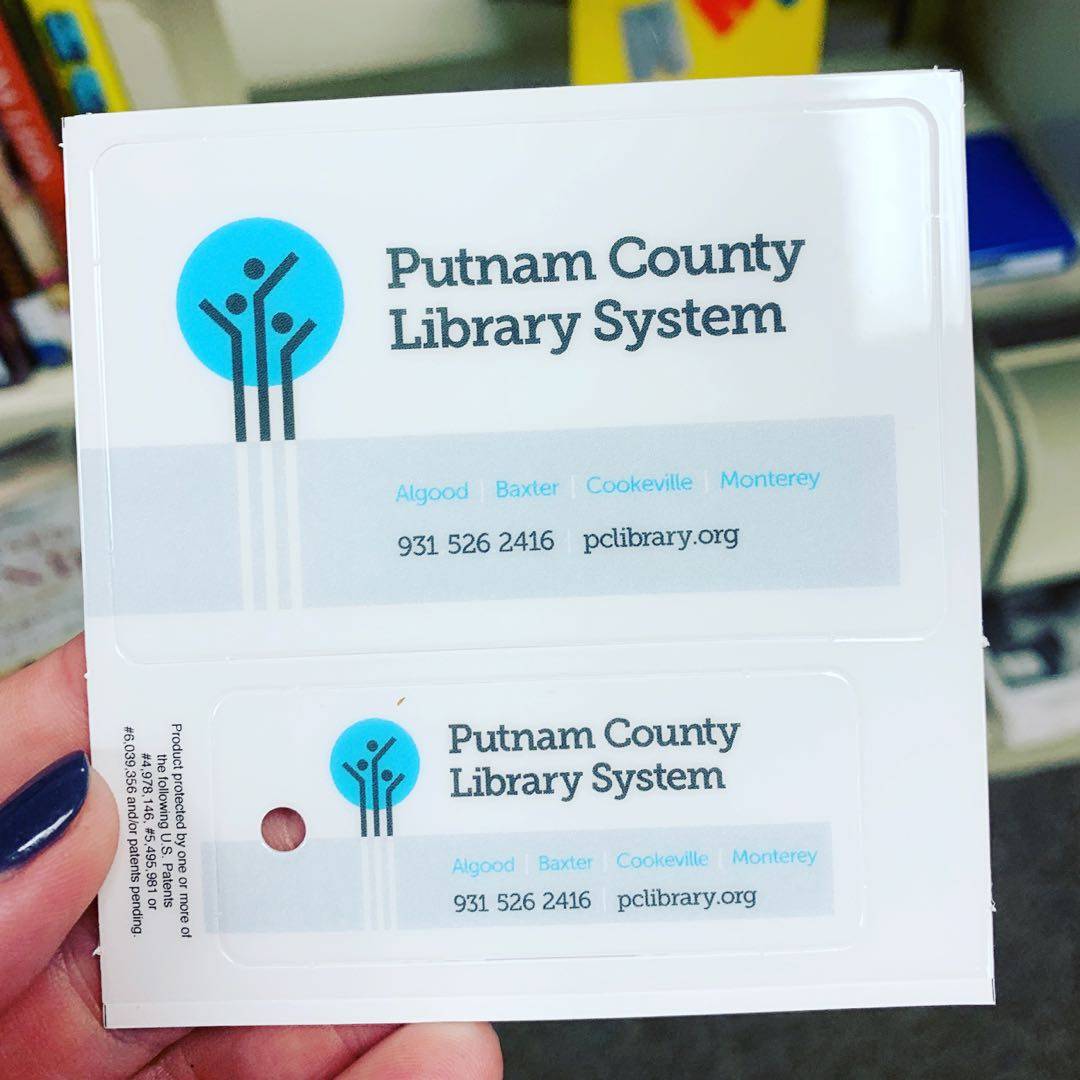 Putnam County
Library System
Algood | Baxter | Cookeville | Monterey
931 526 2416 | pclibrary.org
Putnam County
Library System
Algood | Baxter | Cookeville | Monterey
931 526 2416 | pclibrary.org
Product protected by one or more of
the following U.S. Patents
#4,978,146, #5,495,981 or
#6,039,356 and/or patents pending.